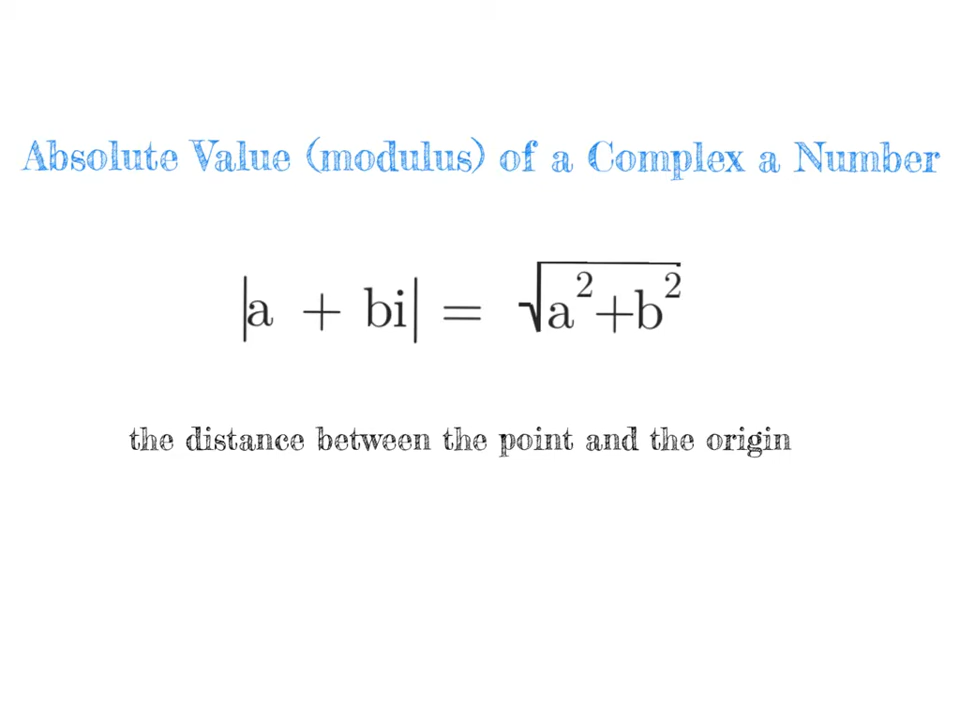 Absolute Value (modulus) of a Complex a Number
|a + bi| = √a²+b²
the distance between the point and the origin